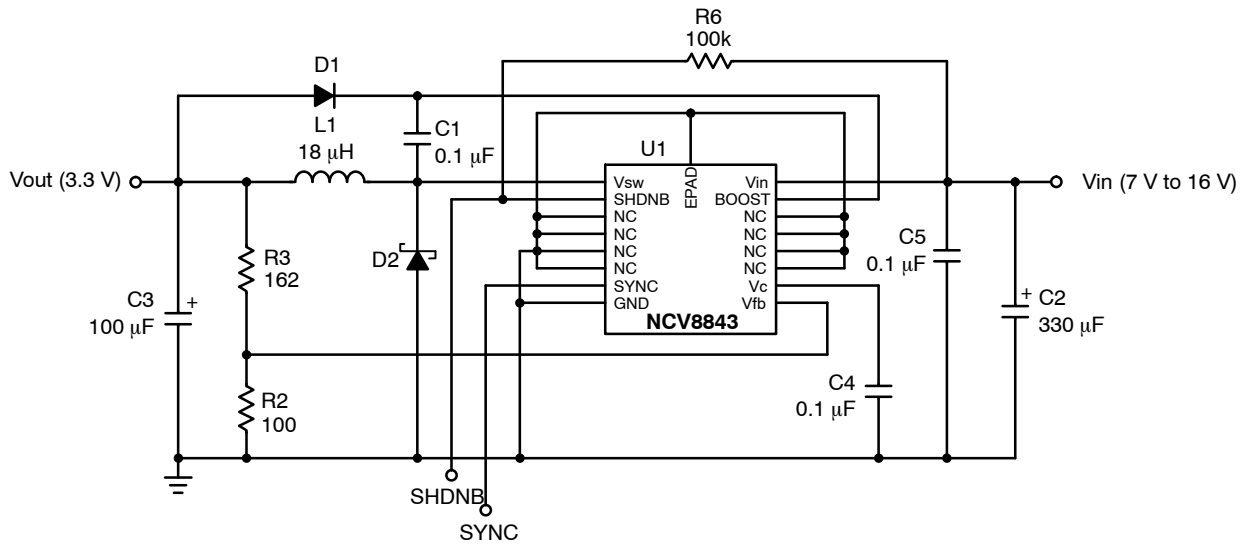 R6
100k
D1
L1
18 μH
C1
0.1 μF
U1
Vout (3.3 V)
Vin (7 V to 16 V)
EPAD
Vsw
SHDNB
NC
NC
NC
NC
SYNC
GND
Vin
BOOST
NC
NC
NC
NC
Vc
Vfb
NCV8843
R3
162
D2
C5
0.1 μF
C3
+
100 μF
+
C2
330 μF
R2
100
C4
0.1 μF
SHDNB
SYNC